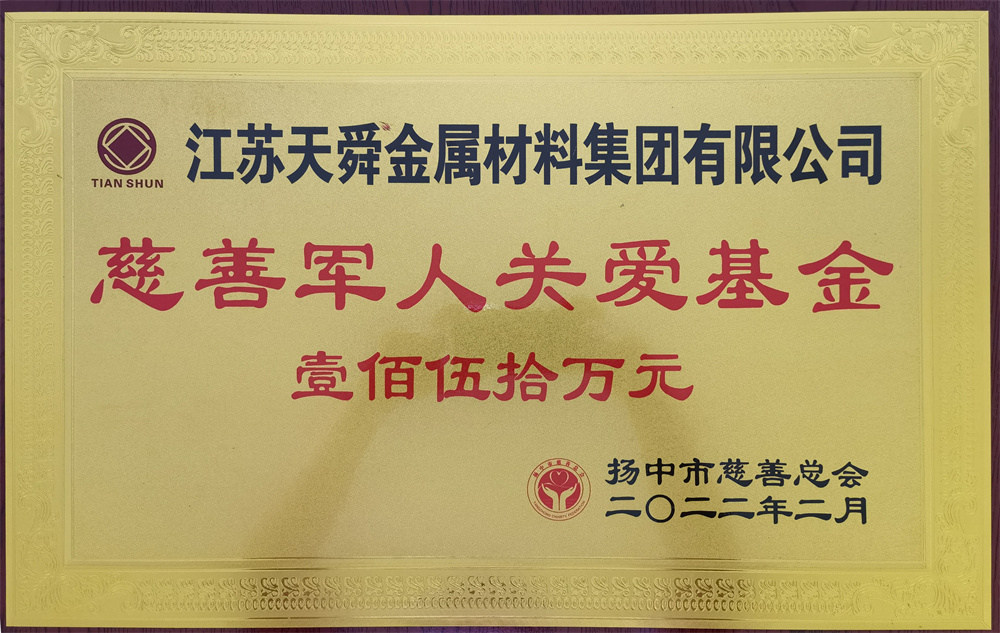 TIAN SHUN
江苏天舜金属材料集团有限公司
慈善军人关爱基金
壹佰伍拾万元
扬中市慈善总会
二〇二二年二月